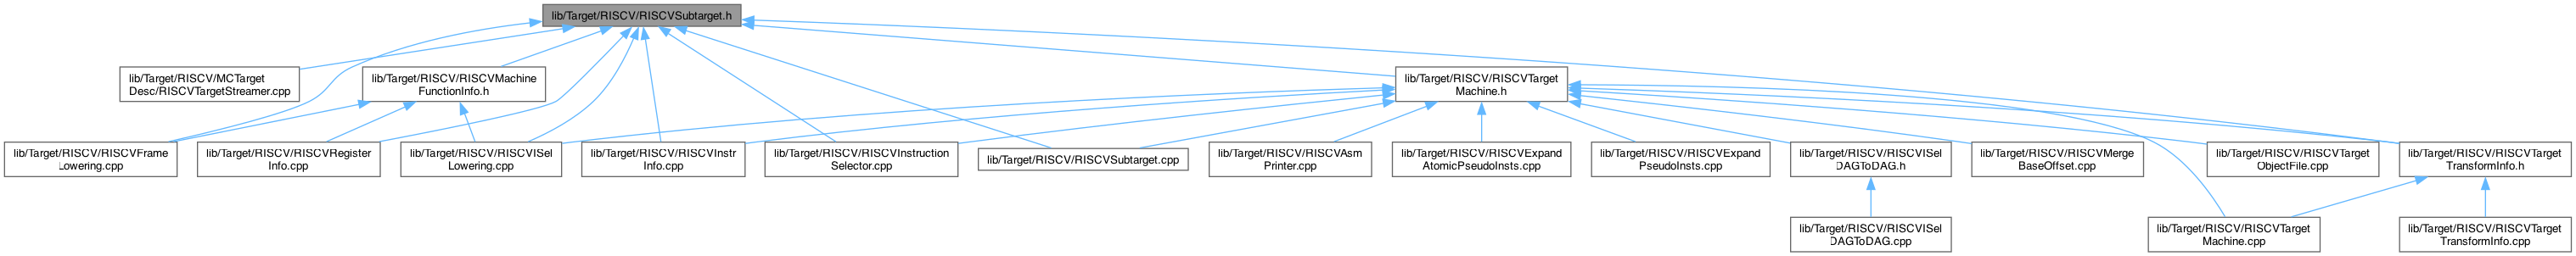 lib/Target/RISCV/RISCVSubtarget.h
lib/Target/RISCV/MCTarget
Desc/RISCVTargetStreamer.cpp
lib/Target/RISCV/RISCVMachine
FunctionInfo.h
lib/Target/RISCV/RISCVTarget
Machine.h
lib/Target/RISCV/RISCVFrame
Lowering.cpp
lib/Target/RISCV/RISCVRegister
Info.cpp
lib/Target/RISCV/RISCVISel
Lowering.cpp
lib/Target/RISCV/RISCVInstr
Info.cpp
lib/Target/RISCV/RISCVInstruction
Selector.cpp
lib/Target/RISCV/RISCVSubtarget.cpp
lib/Target/RISCV/RISCVAsm
Printer.cpp
lib/Target/RISCV/RISCVExpand
AtomicPseudoInsts.cpp
lib/Target/RISCV/RISCVExpand
PseudoInsts.cpp
lib/Target/RISCV/RISCVISel
DAGToDAG.h
lib/Target/RISCV/RISCVMerge
BaseOffset.cpp
lib/Target/RISCV/RISCVTarget
ObjectFile.cpp
lib/Target/RISCV/RISCVTarget
TransformInfo.h
lib/Target/RISCV/RISCVISel
DAGToDAG.cpp
lib/Target/RISCV/RISCVTarget
Machine.cpp
lib/Target/RISCV/RISCVTarget
TransformInfo.cpp